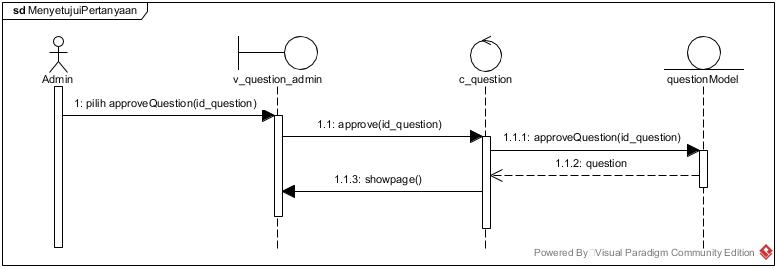 sd MenyetujuiPertanyaan
Admin
v_question_admin
c_question
questionModel
1: pilih approveQuestion(id_question)
1.1: approve(id_question)
1.1.1: approveQuestion(id_question)
1.1.2: question
1.1.3: showpage()
Powered By Visual Paradigm Community Edition